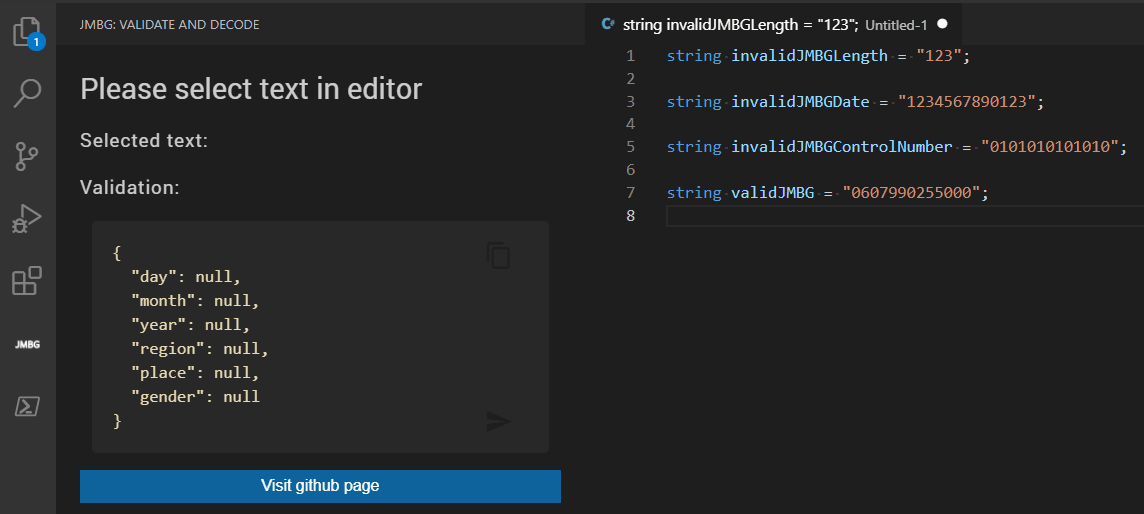 JMBG: VALIDATE AND DECODE
Please select text in editor
Selected text:
Validation:
{
"day": null,
"month": null,
"year": null,
"region": null,
"place": null,
"gender": null
}
Visit github page
1
JMBG
C# string invalidJMBGLength = "123"; Untitled-1
1 string invalidJMBGLength = "123";
2
3 string invalidJMBGDate = "1234567890123";
4
5 string invalidJMBGControlNumber = "0101010101010";
6
7 string validJMBG = "0607990255000";
8